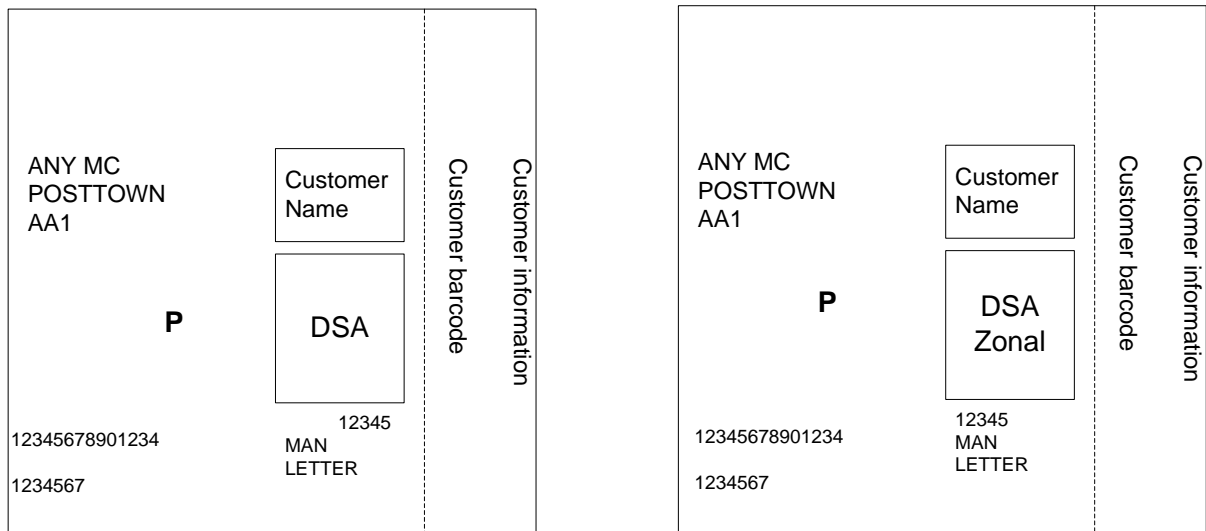 ANY MC
POSTTOWN
AA1
Customer
Name
P
DSA
12345
12345678901234
MAN
LETTER
1234567
Customer barcode
Customer information
ANY MC
POSTTOWN
AA1
Customer
Name
P
DSA
Zonal
12345
12345678901234
MAN
LETTER
1234567
Customer barcode
Customer information